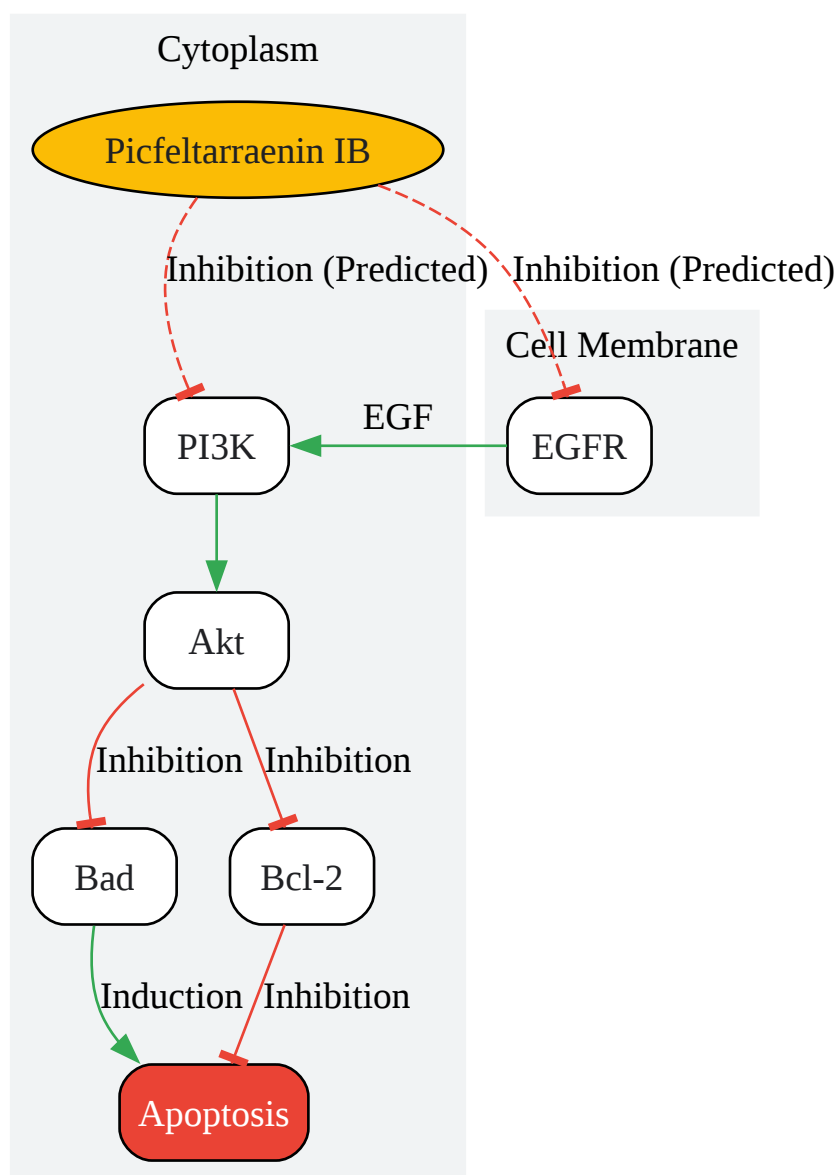 Cytoplasm
Picfeltarraenin IB
Inhibition (Predicted)
Inhibition (Predicted)
Cell Membrane
EGF
PI3K
EGFR
Akt
Inhibition
Inhibition
Bad
Bcl-2
Induction
Inhibition
Apoptosis